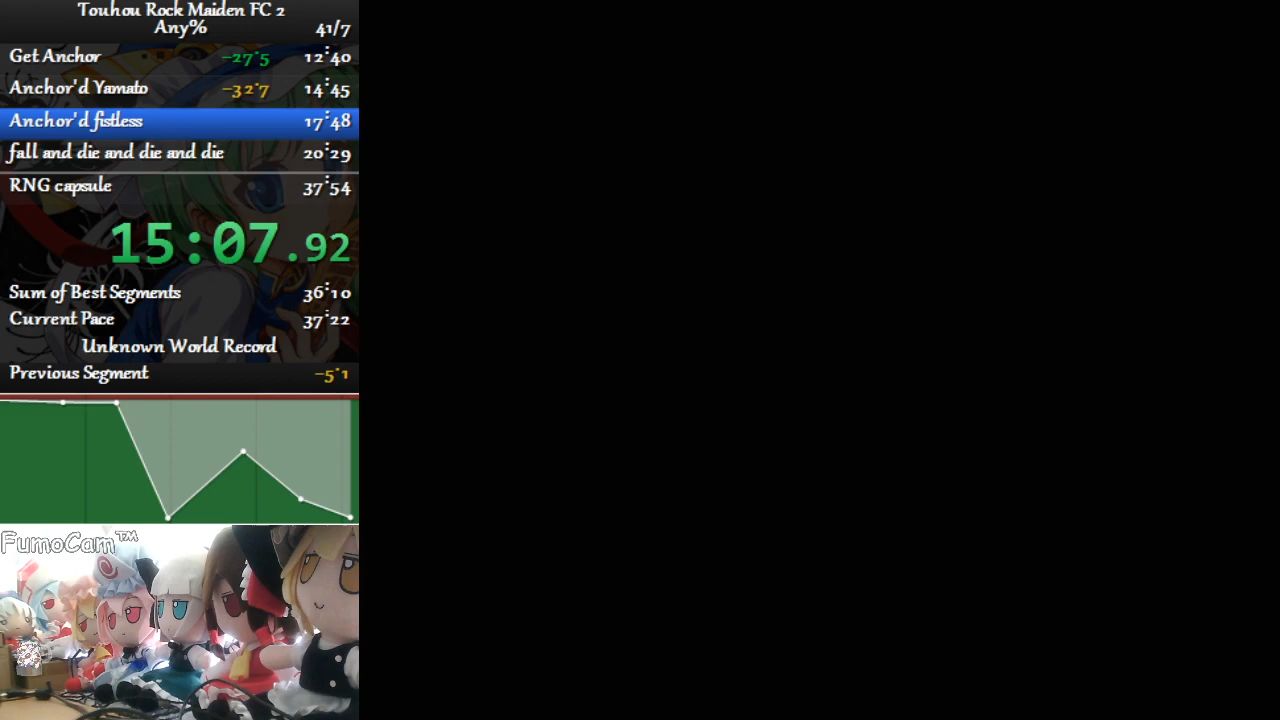 Touhou Rock Maiden FC 2
Any% 41/7
Get Anchor -27.5 12:40
Anchor'd Yamato -32.7 14:45
Anchor'd fistless 17:48
fall and die and die and die 20:29
RNG capsule 37:54
15:07.92
Sum of Best Segments 36:10
Current Pace 37:22
Unknown World Record
Previous Segment -5.1
FumoCam™